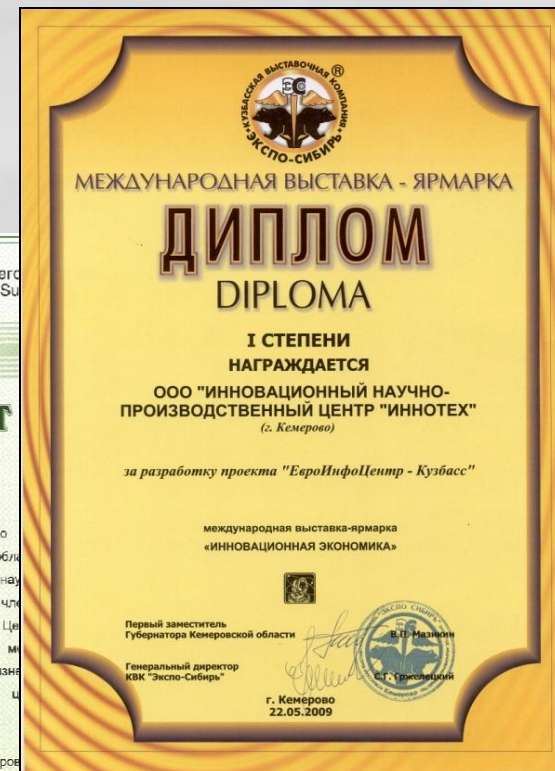 КУЗБАССКАЯ ВЫСТАВОЧНАЯ КОМПАНИЯ
®
ЭКСПО-СИБИРЬ
МЕЖДУНАРОДНАЯ ВЫСТАВКА - ЯРМАРКА
ДИПЛОМ
DIPLOMA
I СТЕПЕНИ
НАГРАЖДАЕТСЯ
ООО "ИННОВАЦИОННЫЙ НАУЧНО-
ПРОИЗВОДСТВЕННЫЙ ЦЕНТР "ИННОТЕХ"
(г. Кемерово)
за разработку проекта "ЕвроИнфоЦентр - Кузбасс"
международная выставка-ярмарка
«ИННОВАЦИОННАЯ ЭКОНОМИКА»
Первый заместитель
Губернатора Кемеровской области
В.П. Мазикин
Генеральный директор
КВК "Экспо-Сибирь"
С.Г. Гржелецкий
г. Кемерово
22.05.2009